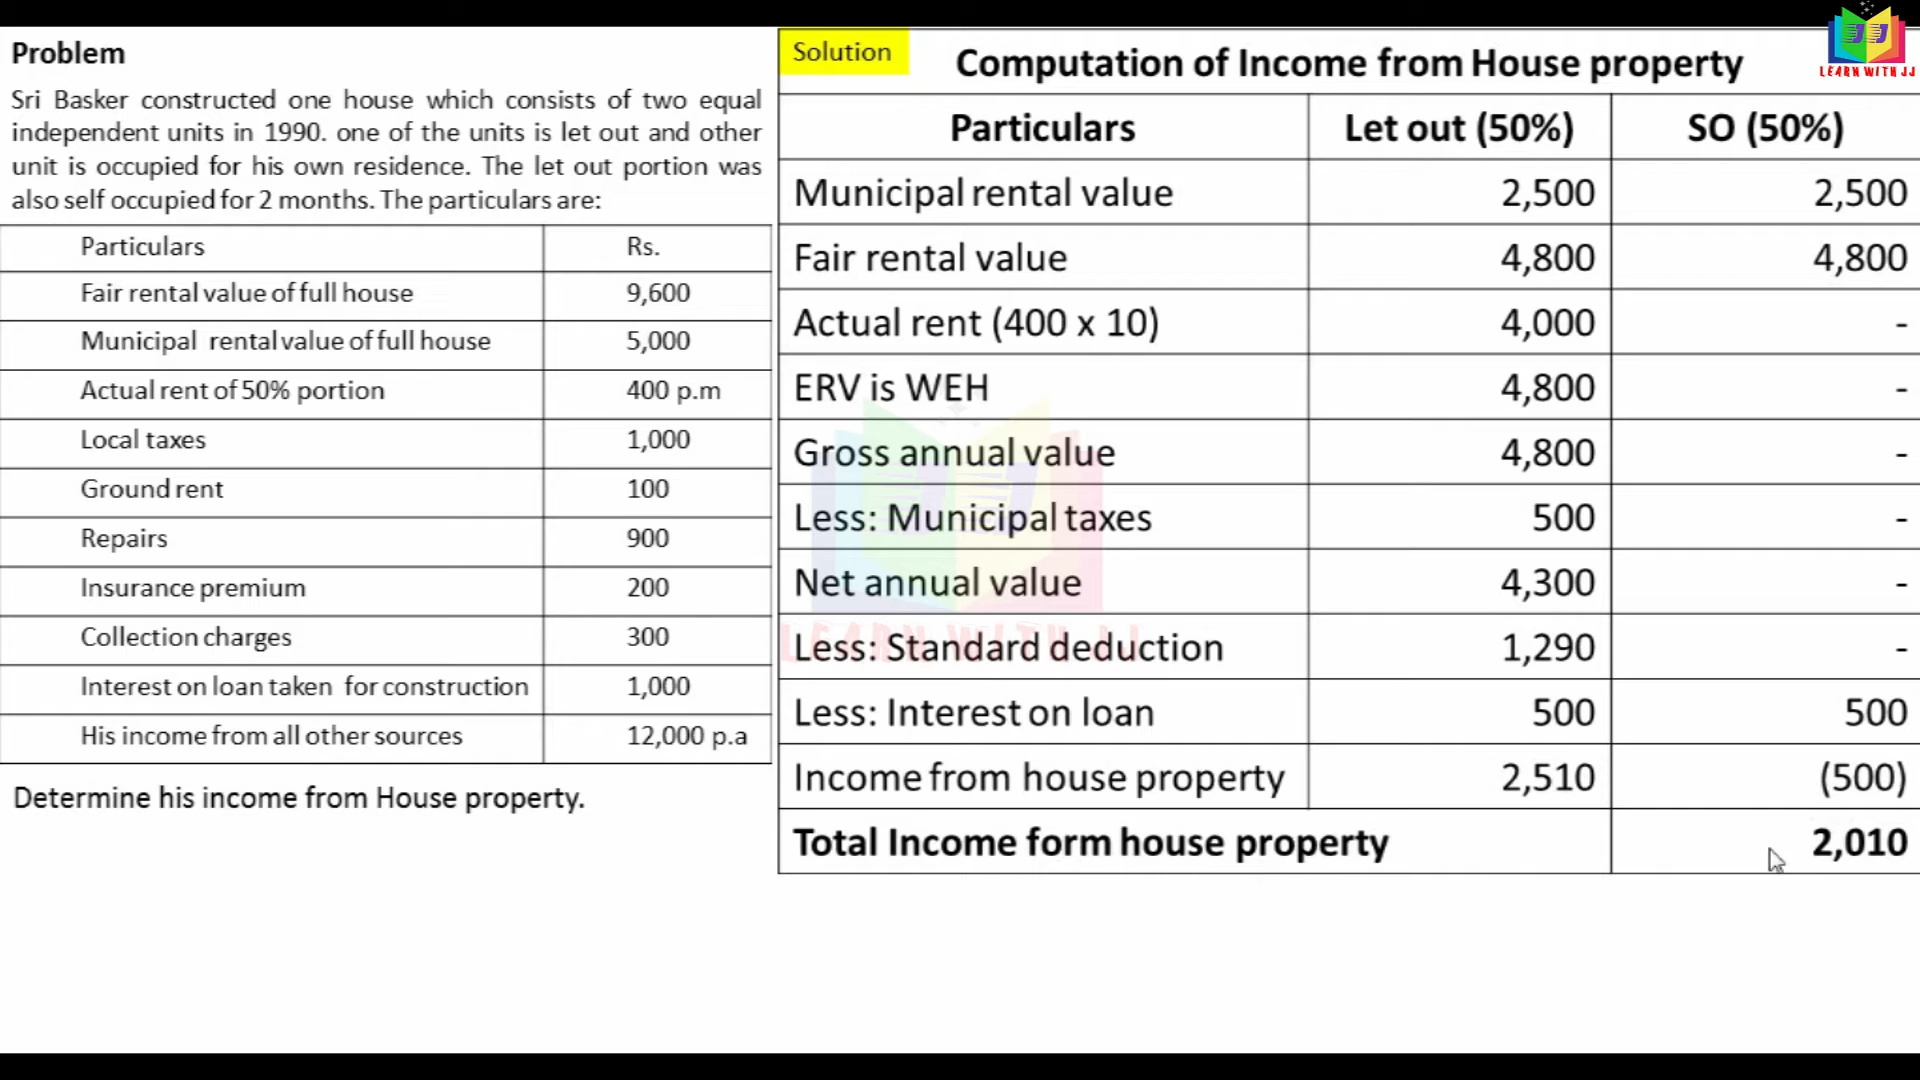 Problem
Sri Basker constructed one house which consists of two equal
independent units in 1990. one of the units is let out and other
unit is occupied for his own residence. The let out portion was
also self occupied for 2 months. The particulars are:
Particulars Rs.
Fair rental value of full house 9,600
Municipal rental value of full house 5,000
Actual rent of 50% portion 400 p.m
Local taxes 1,000
Ground rent 100
Repairs 900
Insurance premium 200
Collection charges 300
Interest on loan taken for construction 1,000
His income from all other sources 12,000 p.a
Determine his income from House property.
Solution
Computation of Income from House property
Particulars Let out (50%) SO (50%)
Municipal rental value 2,500 2,500
Fair rental value 4,800 4,800
Actual rent (400 x 10) 4,000 -
ERV is WEH 4,800 -
Gross annual value 4,800 -
Less: Municipal taxes 500 -
Net annual value 4,300 -
Less: Standard deduction 1,290 -
Less: Interest on loan 500 500
Income from house property 2,510 (500)
Total Income form house property 2,010
JJ
LEARN WITH JJ
JJ
LEARN WITH JJ